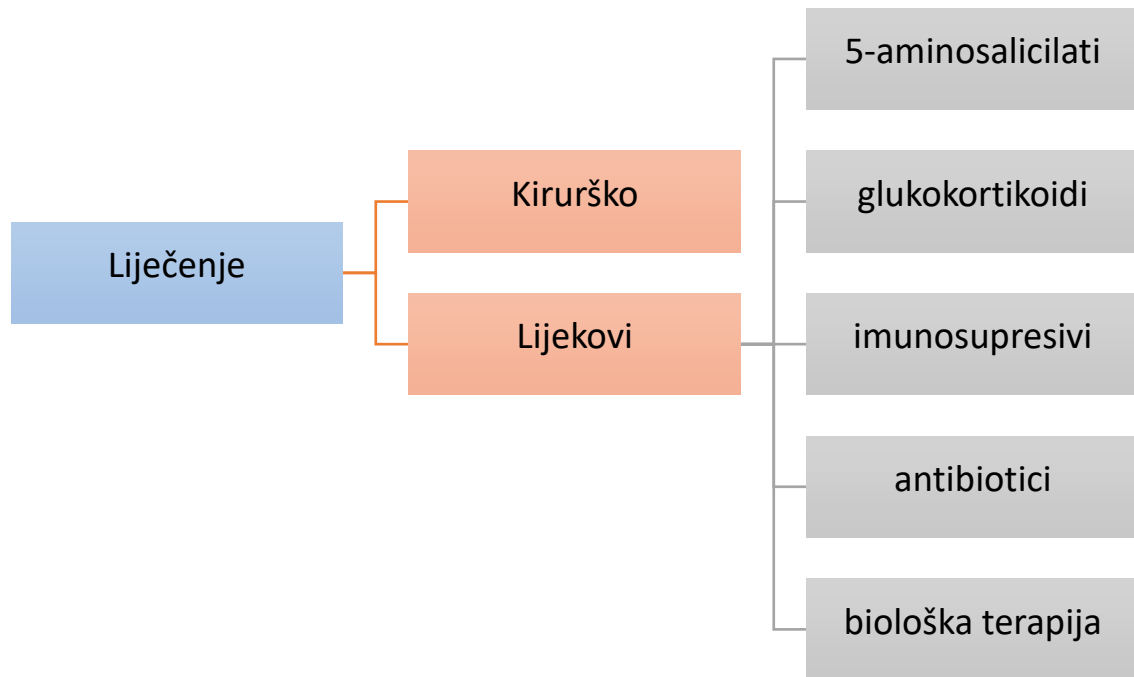 Liječenje
Kirurško
Lijekovi
5-aminosalicilati
glukokortikoidi
imunosupresivi
antibiotici
biološka terapija